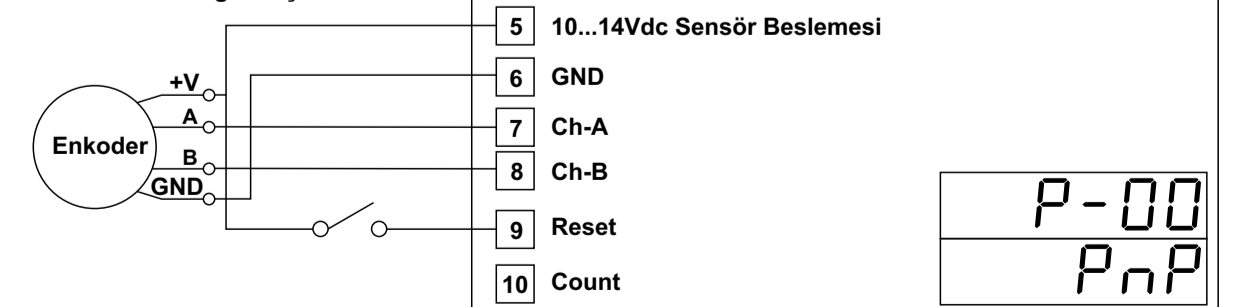 5 10...14Vdc Sensör Beslemesi
+V 6 GND
A 7 Ch-A
Enkoder
B 8 Ch-B
GND
P-00
9 Reset
PnP
10 Count